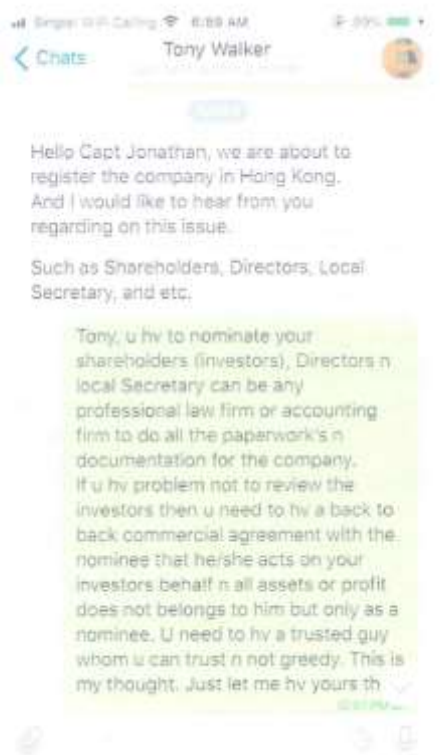 Tony Walker
Chats
Hello Capt Jonathan, we are about to
register the company in Hong Kong.
And I would like to hear from you
regarding on this issue.
Such as Shareholders, Directors, Local
Secretary, and etc.
Tony, u hv to nominate your
shareholders (investors), Directors n
local Secretary can be any
professional law firm or accounting
firm to do all the paperwork's n
documentation for the company.
If u hv problem not to review the
investors then u need to hv a back to
back commercial agreement with the
nominee that he/she acts on your
investors behalf n all assets or profit
does not belongs to him but only as a
nominee. U need to hv a trusted guy
whom u can trust n not greedy. This is
my thought. Just let me hv yours th